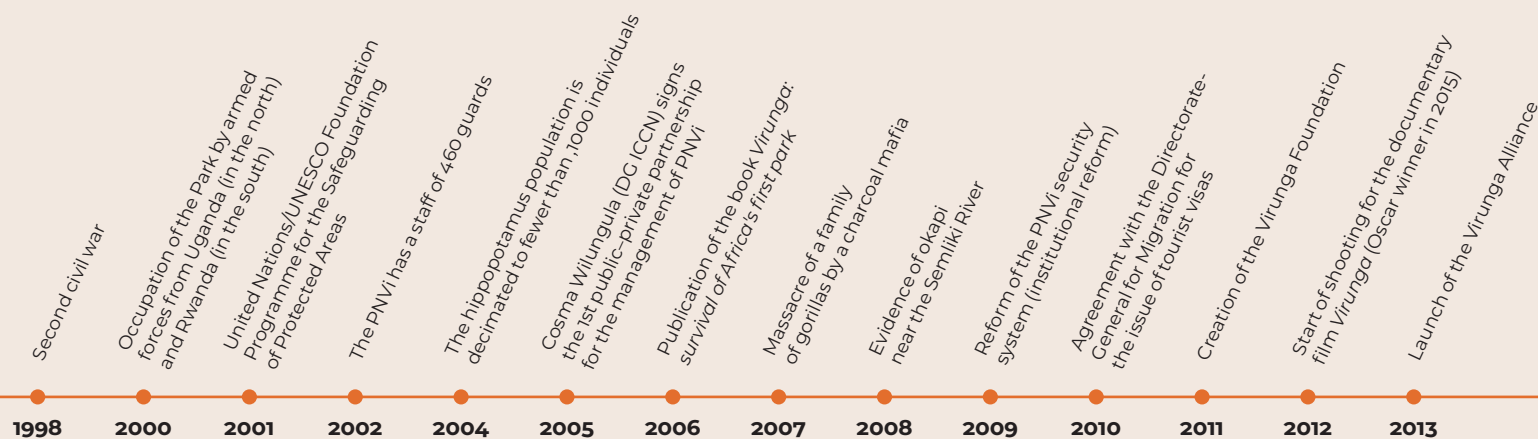 Second civil war
1998
Occupation of the Park by armed
forces from Uganda (in the north)
and Rwanda (in the south)
2000
United Nations/UNESCO Foundation
Programme for the Safeguarding
of Protected Areas
2001
The PNVi has a staff of 460 guards
2002
The hippopotamus population is
decimated to fewer than ,1000 individuals
2004
Cosma Wilungula (DG ICCN) signs
the 1st public–private partnership
for the management of PNVi
2005
Publication of the book Virunga:
survival of Africa's first park
2006
Massacre of a family
of gorillas by a charcoal mafia
2007
Evidence of okapi
near the Semliki River
2008
Reform of the PNVi security
system (institutional reform)
2009
Agreement with the Directorate-
General for Migration for
the issue of tourist visas
2010
Creation of the Virunga Foundation
2011
Start of shooting for the documentary
film Virunga (Oscar winner in 2015)
2012
Launch of the Virunga Alliance
2013